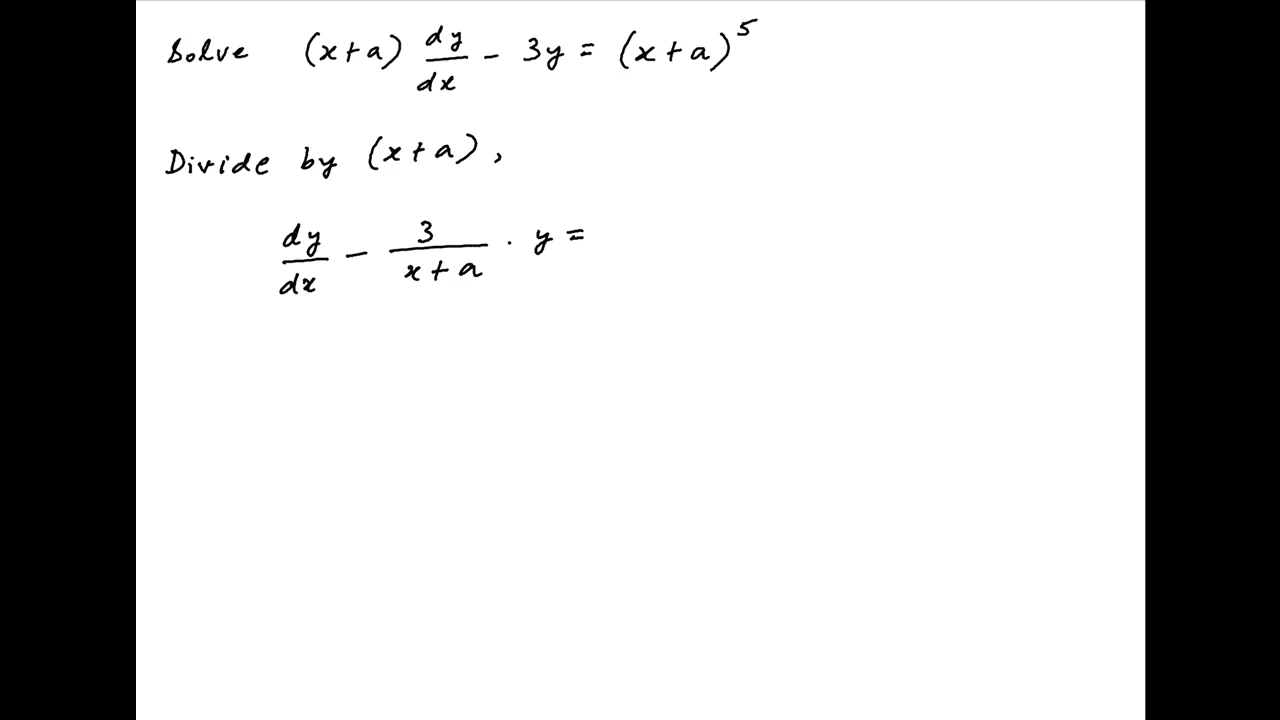 Solve (x+a) dy/dx - 3y = (x+a)^5
Divide by (x+a),
dy/dx - 3/(x+a) · y =